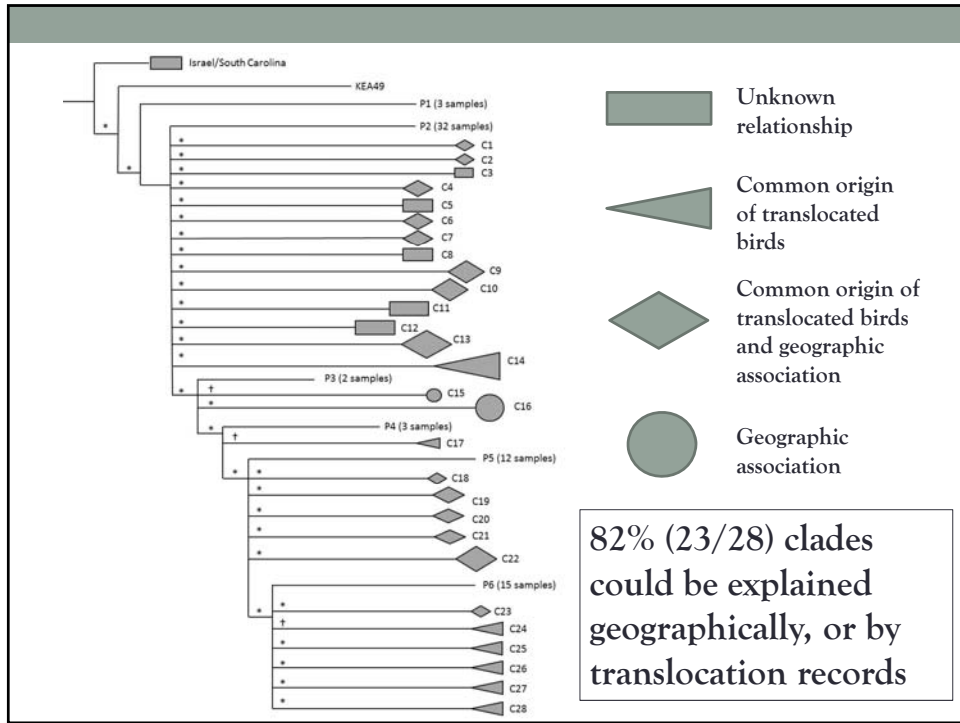 Israel/South Carolina
KEA49
P1 (3 samples)
P2 (32 samples)
* C1
* C2
* C3
* C4
* C5
* C6
* C7
* C8
* C9
* C10
* C11
* C12
* C13
* C14
P3 (2 samples)
† C15
* C16
P4 (3 samples)
† C17
P5 (12 samples)
* C18
* C19
* C20
* C21
* C22
P6 (15 samples)
* C23
† C24
* C25
* C26
* C27
* C28
Unknown
relationship
Common origin
of translocated
birds
Common origin of
translocated birds
and geographic
association
Geographic
association
82% (23/28) clades
could be explained
geographically, or by
translocation records